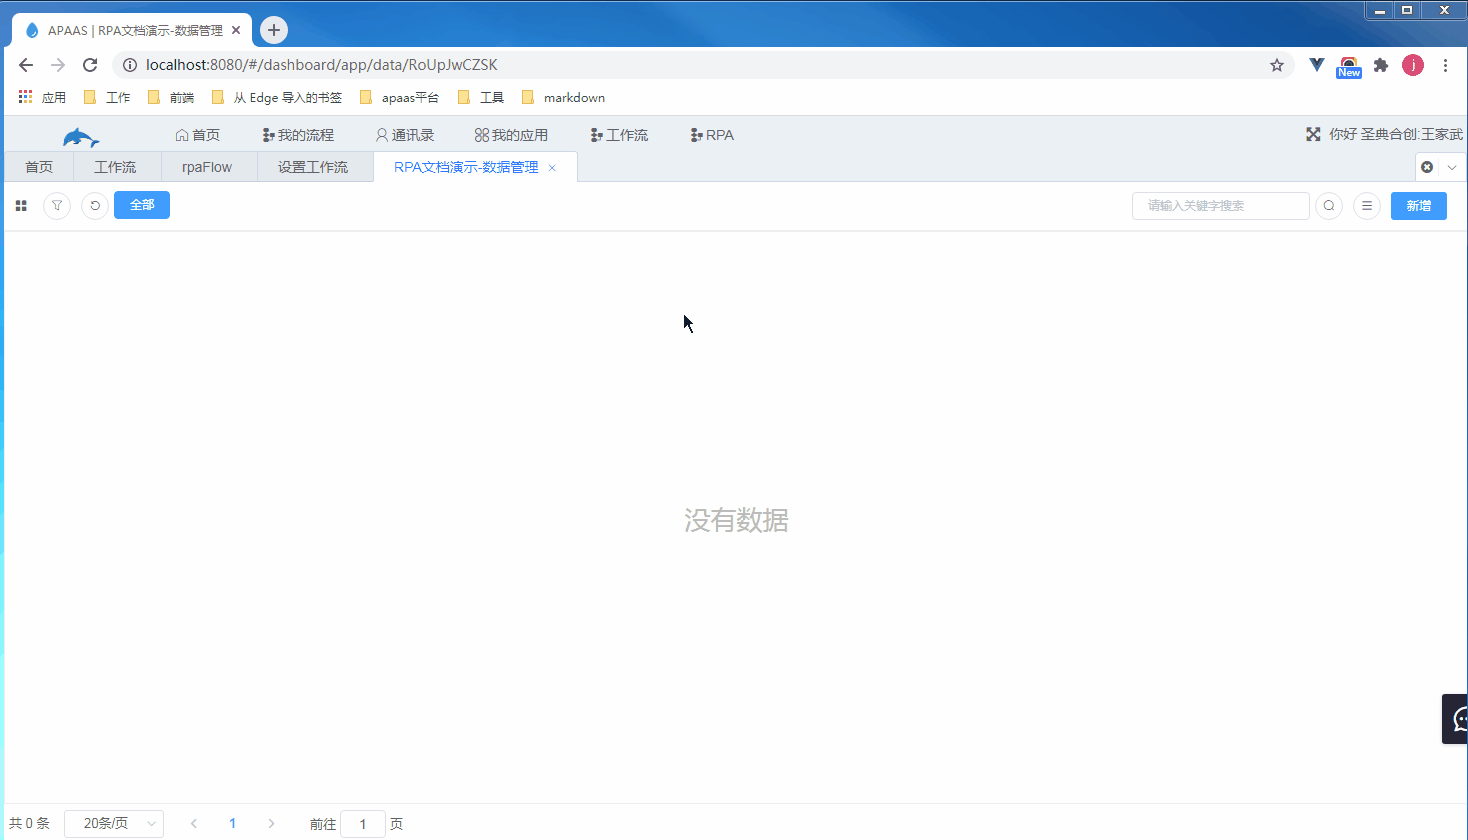 APAAS | RPA文档演示-数据管理
localhost:8080/#/dashboard/app/data/RoUpJwCZSK
New
j
应用 工作 前端 从 Edge 导入的书签 apaas平台 工具 markdown
首页 我的流程 通讯录 我的应用 工作流 RPA 你好 圣典合创:王家武
首页 工作流 rpaFlow 设置工作流 RPA文档演示-数据管理
全部 请输入关键字搜索 新增
没有数据
共 0 条 20条/页 1 前往 1 页